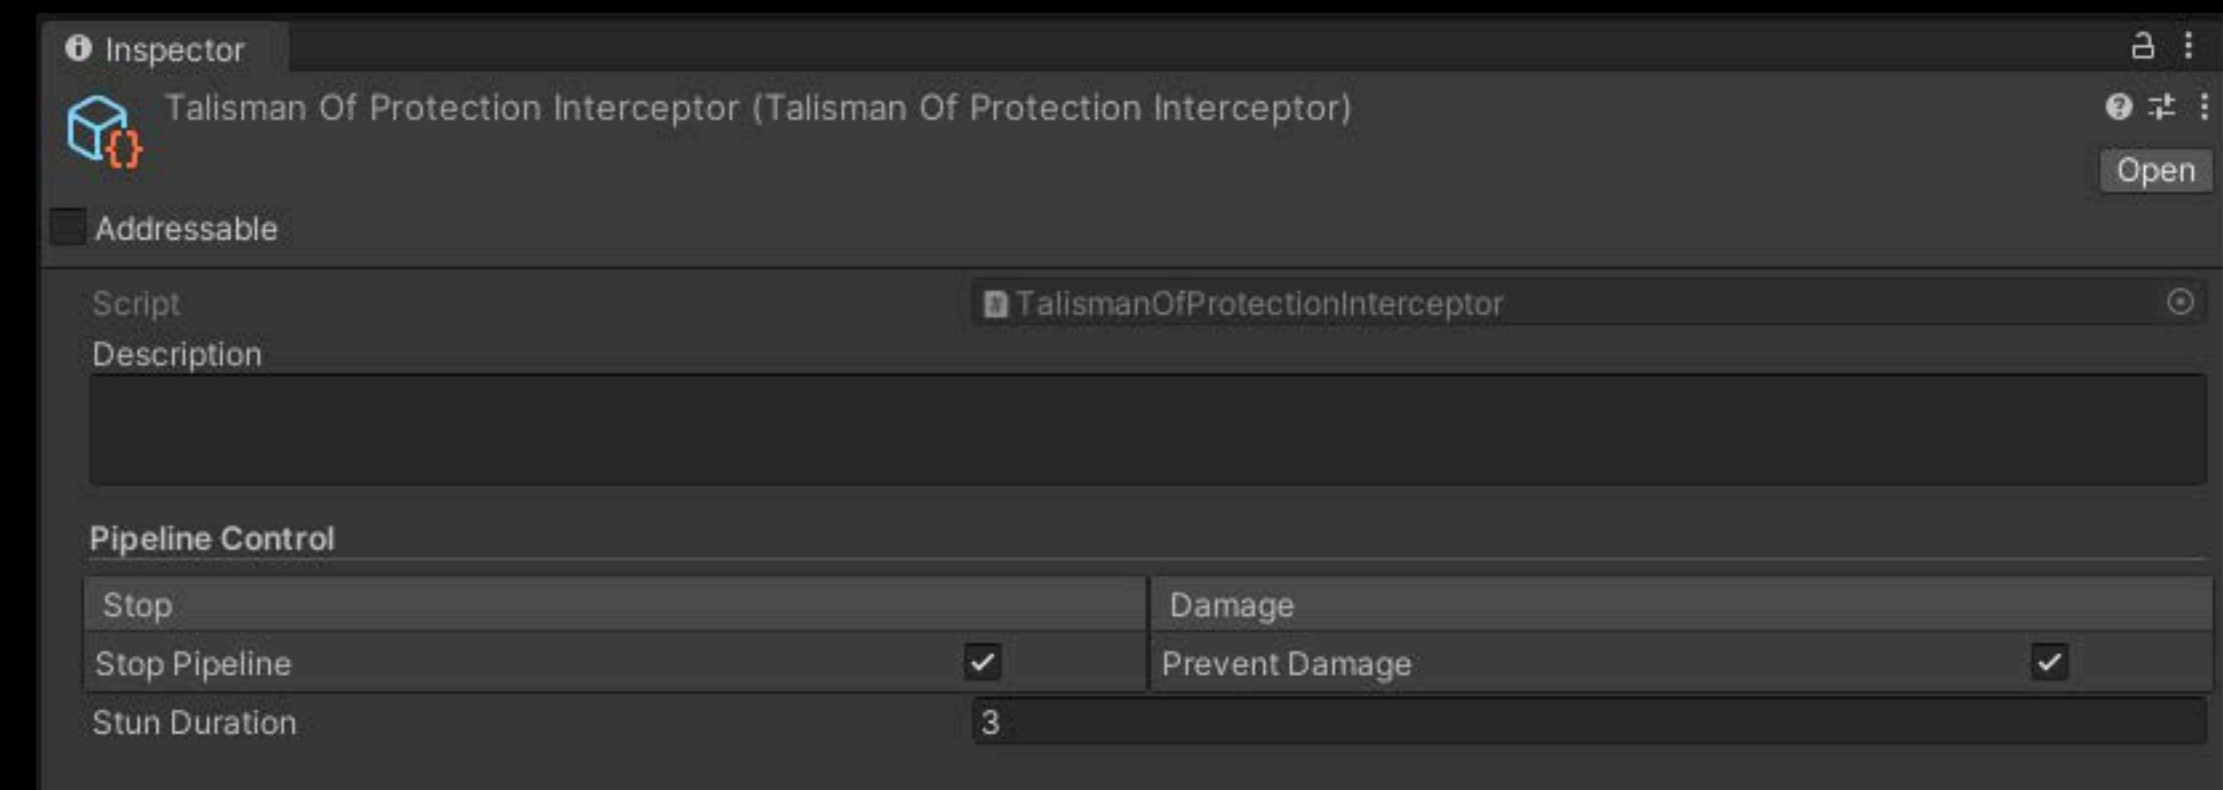 Inspector
Talisman Of Protection Interceptor (Talisman Of Protection Interceptor)
Open
Addressable
Script TalismanOfProtectionInterceptor
Description
Pipeline Control
Stop Damage
Stop Pipeline Prevent Damage
Stun Duration 3